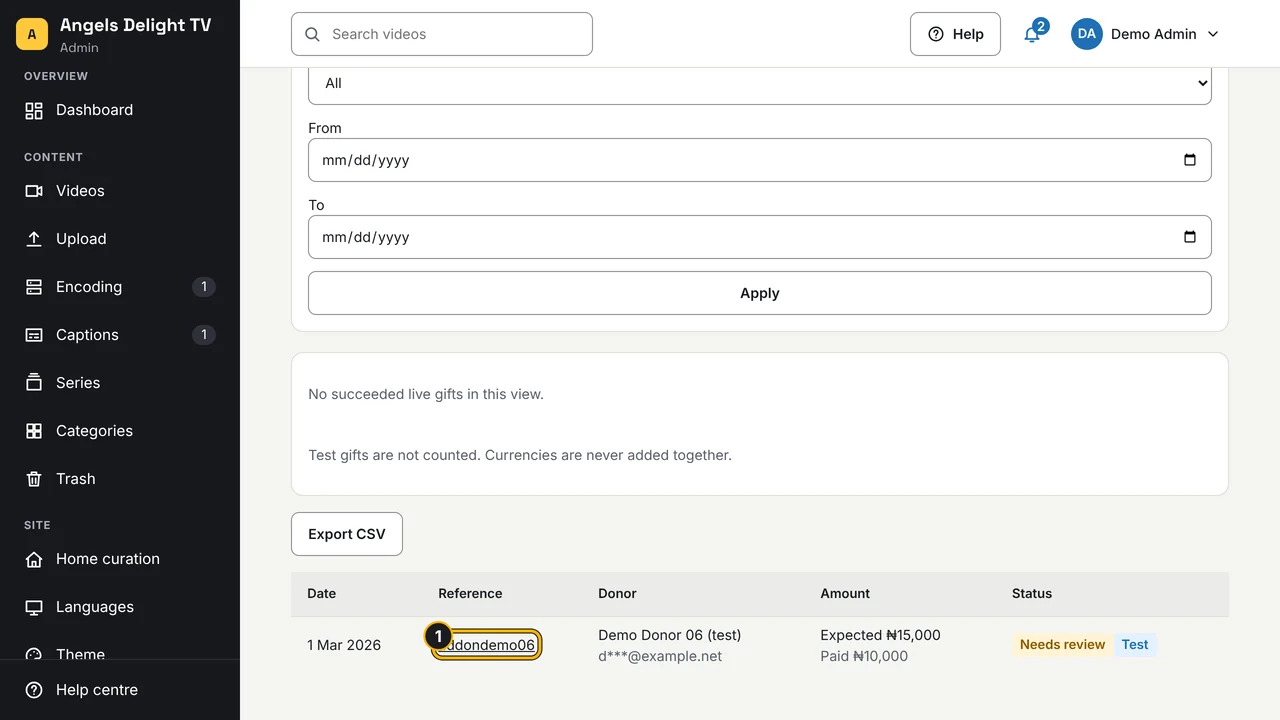 A
Angels Delight TV
Admin
Search videos
Help
2
DA
Demo Admin
OVERVIEW
Dashboard
CONTENT
Videos
Upload
Encoding 1
Captions 1
Series
Categories
Trash
SITE
Home curation
Languages
Theme
Help centre
All
From
mm/dd/yyyy
To
mm/dd/yyyy
Apply
No succeeded live gifts in this view.
Test gifts are not counted. Currencies are never added together.
Export CSV
Date Reference Donor Amount Status
1 Mar 2026
1
Demo Donor 06 (test)
d***@example.net
Expected ₦15,000
Paid ₦10,000
Needs review Test